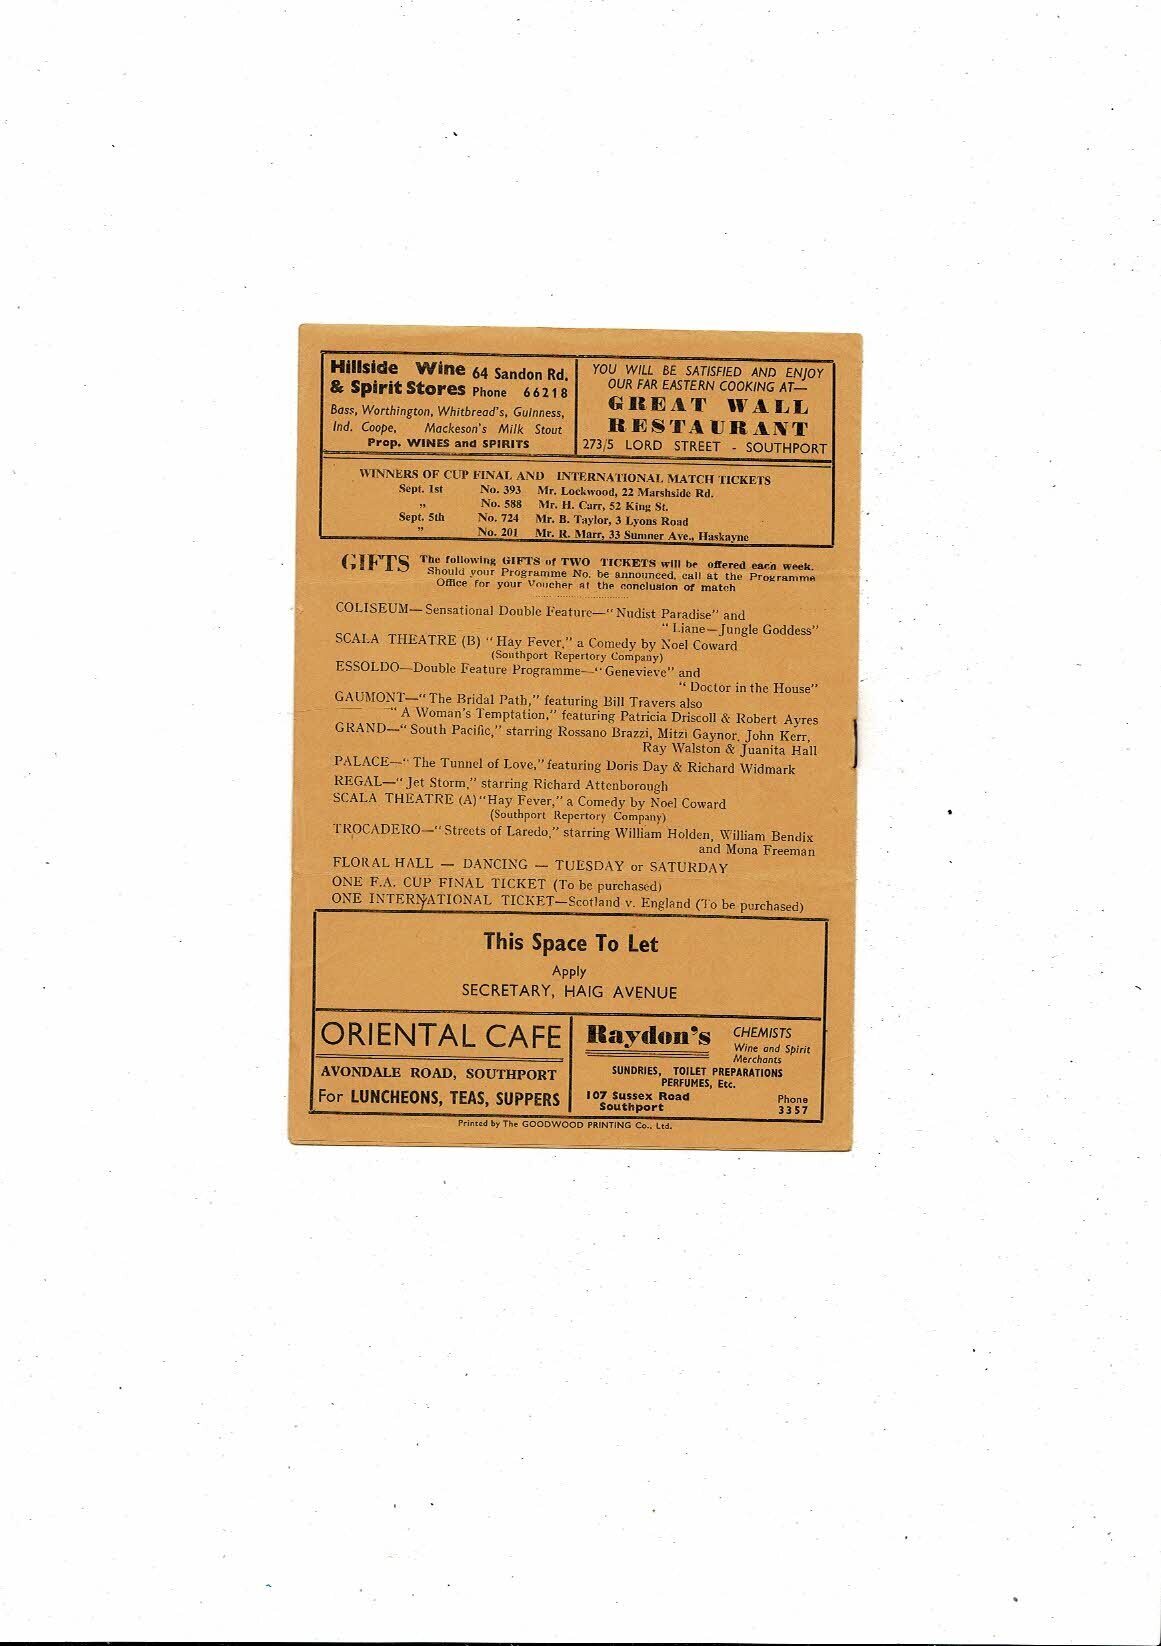 Hillside Wine 64 Sandon Rd.
& Spirit Stores Phone 66218
Bass, Worthington, Whitbread's, Guinness,
Ind. Coope, Mackeson's Milk Stout
Prop. WINES and SPIRITS
YOU WILL BE SATISFIED AND ENJOY
OUR FAR EASTERN COOKING AT—
GREAT WALL
RESTAURANT
273/5 LORD STREET - SOUTHPORT
WINNERS OF CUP FINAL AND INTERNATIONAL MATCH TICKETS
Sept. 1st No. 393 Mr. Lockwood, 22 Marshside Rd.
„ No. 588 Mr. H. Carr, 52 King St.
Sept. 5th No. 724 Mr. B. Taylor, 3 Lyons Road
" No. 201 Mr. R. Marr, 33 Sumner Ave., Haskayne
GIFTS The following GIFTS of TWO TICKETS will be offered each week.
Should your Programme No. be announced, call at the Programme
Office for your Voucher at the conclusion of match
COLISEUM—Sensational Double Feature—"Nudist Paradise" and
"Liane—Jungle Goddess"
SCALA THEATRE (B) "Hay Fever," a Comedy by Noel Coward
(Southport Repertory Company)
ESSOLDO—Double Feature Programme—"Genevieve" and
"Doctor in the House"
GAUMONT—"The Bridal Path," featuring Bill Travers also
"A Woman's Temptation," featuring Patricia Driscoll & Robert Ayres
GRAND—"South Pacific," starring Rossano Brazzi, Mitzi Gaynor, John Kerr,
Ray Walston & Juanita Hall
PALACE—"The Tunnel of Love," featuring Doris Day & Richard Widmark
REGAL—"Jet Storm," starring Richard Attenborough
SCALA THEATRE (A) "Hay Fever," a Comedy by Noel Coward
(Southport Repertory Company)
TROCADERO—"Streets of Laredo," starring William Holden, William Bendix
and Mona Freeman
FLORAL HALL — DANCING — TUESDAY or SATURDAY
ONE F.A. CUP FINAL TICKET (To be purchased)
ONE INTERNATIONAL TICKET—Scotland v. England (To be purchased)
This Space To Let
Apply
SECRETARY, HAIG AVENUE
ORIENTAL CAFE
AVONDALE ROAD, SOUTHPORT
For LUNCHEONS, TEAS, SUPPERS
Raydon's CHEMISTS
Wine and Spirit
Merchants
SUNDRIES, TOILET PREPARATIONS
PERFUMES, Etc.
107 Sussex Road Phone
Southport 3357
Printed by The GOODWOOD PRINTING Co., Ltd.